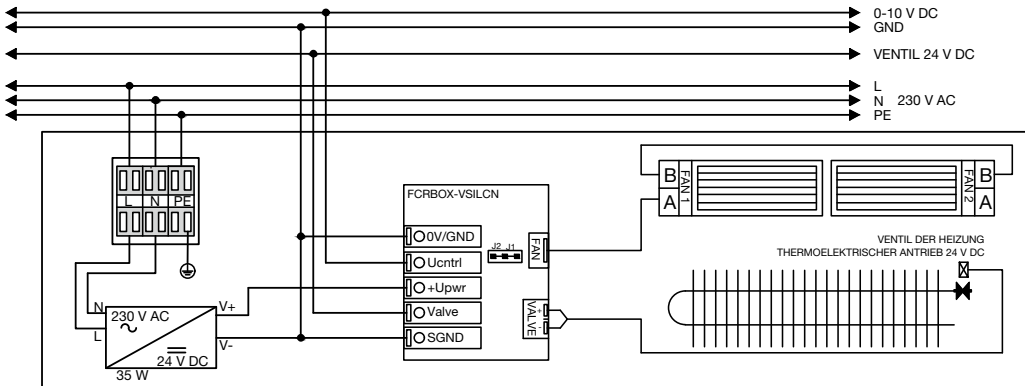 0-10 V DC
GND
VENTIL 24 V DC
L
N 230 V AC
PE
L N PE
FCRBOX-VSILCN
0V/GND
Ucntrl
+Upwr
Valve
SGND
J2 J1
FAN
VALVE
+
-
B
A
FAN 1
FAN 2
B
A
VENTIL DER HEIZUNG
THERMOELEKTRISCHER ANTRIEB 24 V DC
N
L
230 V AC
24 V DC
V+
V-
35 W